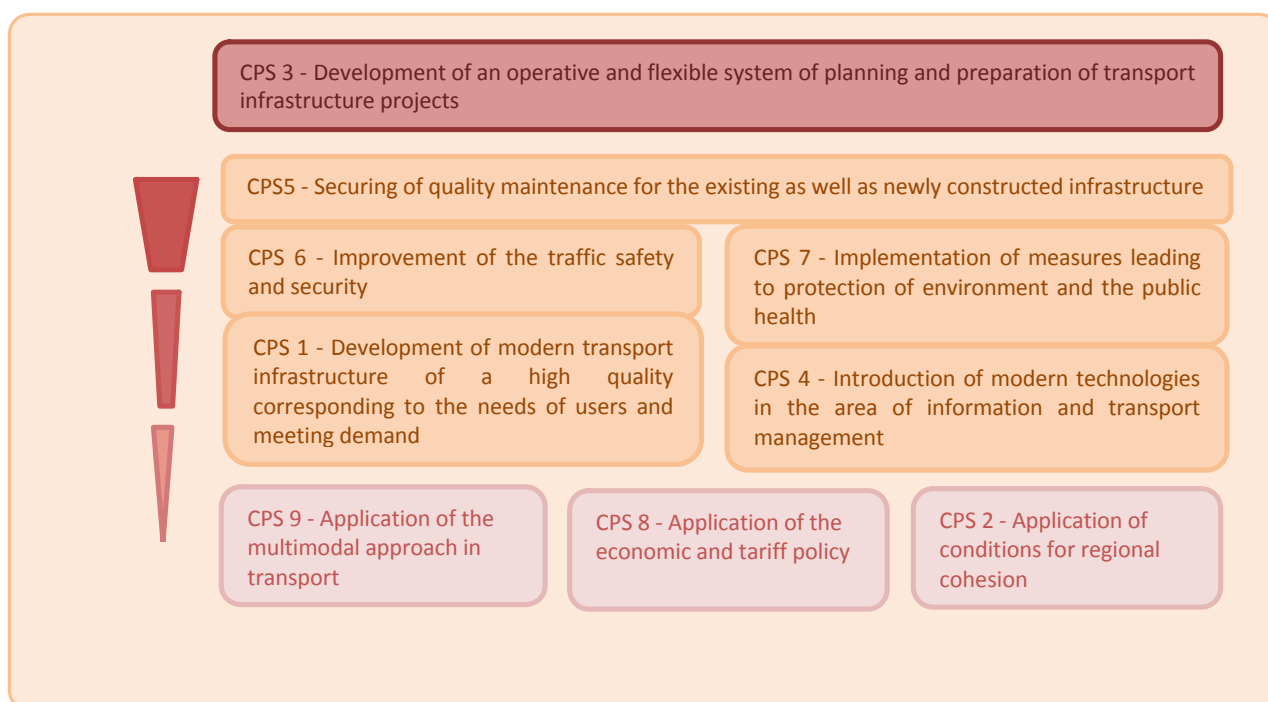 CPS 3 - Development of an operative and flexible system of planning and preparation of transport
infrastructure projects
CPS5 - Securing of quality maintenance for the existing as well as newly constructed infrastructure
CPS 6 - Improvement of the traffic safety
and security
CPS 7 - Implementation of measures leading
to protection of environment and the public
health
CPS 1 - Development of modern transport
infrastructure of a high quality
corresponding to the needs of users and
meeting demand
CPS 4 - Introduction of modern technologies
in the area of information and transport
management
CPS 9 - Application of the
multimodal approach in
transport
CPS 8 - Application of the
economic and tariff policy
CPS 2 - Application of
conditions for regional
cohesion